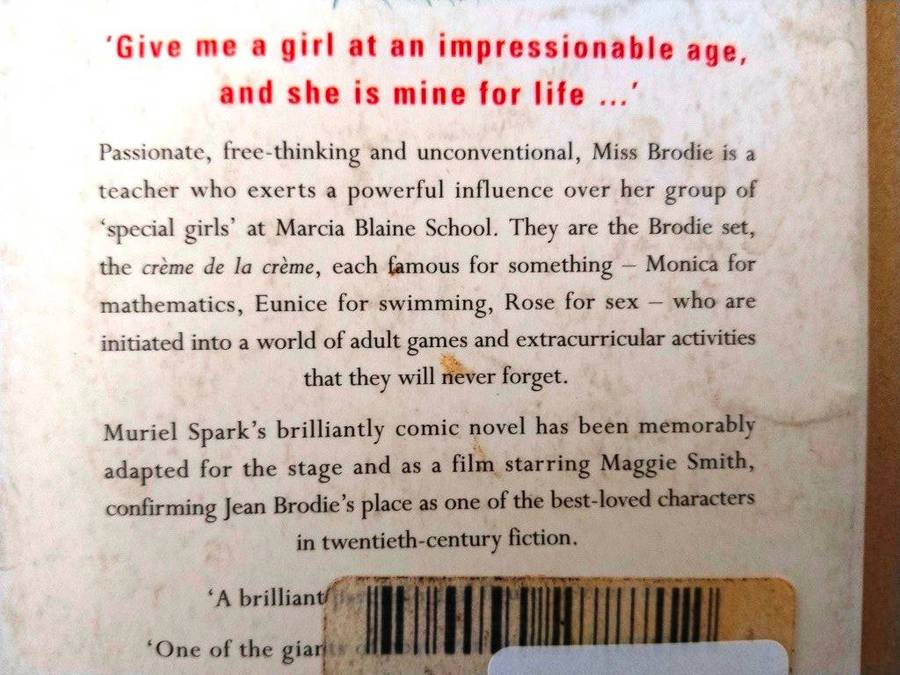 ‘Give me a girl at an impressionable age,
and she is mine for life ...’
Passionate, free-thinking and unconventional, Miss Brodie is a
teacher who exerts a powerful influence over her group of
‘special girls’ at Marcia Blaine School. They are the Brodie set,
the crème de la crème, each famous for something – Monica for
mathematics, Eunice for swimming, Rose for sex – who are
initiated into a world of adult games and extracurricular activities
that they will never forget.
Muriel Spark’s brilliantly comic novel has been memorably
adapted for the stage and as a film starring Maggie Smith,
confirming Jean Brodie’s place as one of the best-loved characters
in twentieth-century fiction.
‘A brilliant
‘One of the giants